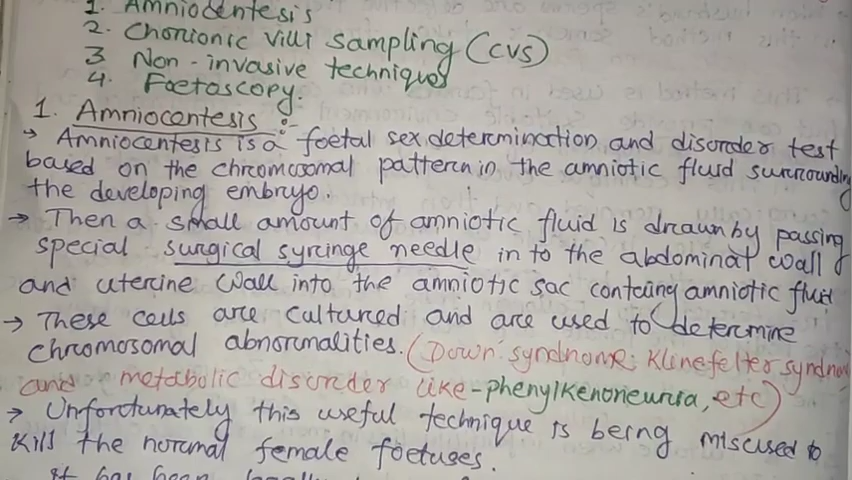 1. Amniocentesis
2. Chorionic villi sampling (CVS)
3 Non-invasive techniques
4. Foetoscopy:
1. Amniocentesis :-
→ Amniocentesis is a foetal sex determination and disorder test
based on the chromosomal pattern in the amniotic fluid surrounding
the developing embryo.
→ Then a small amount of amniotic fluid is drawn by passing
special surgical syringe needle in to the abdominal wall
and uterine wall into the amniotic sac containg amniotic fluid
→ These cells are cultured and are used to determine
chromosomal abnormalities. (Down syndrome, Klinefelter syndrom
and metabolic disorder like - phenylkenoneuria, etc)
→ Unfortunately this useful technique is being miscused to
kill the normal female foetuses.
it has been